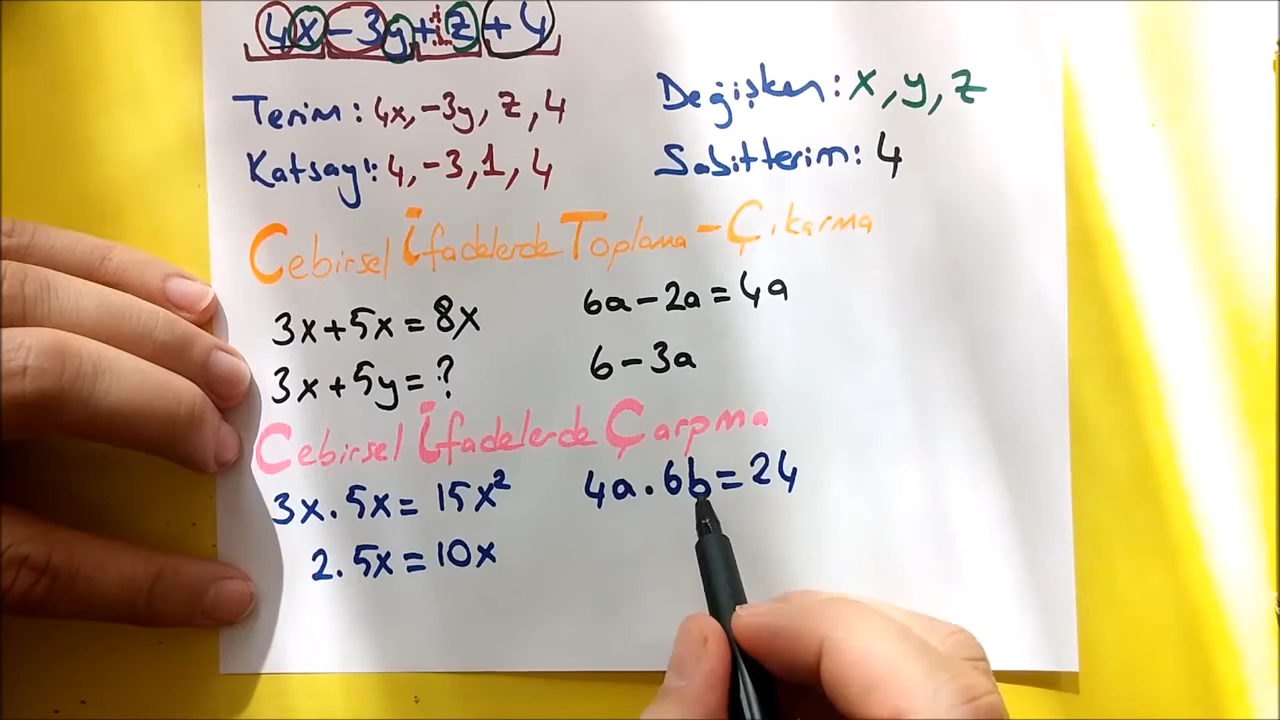 4x-3y+z+4
Terim: 4x, -3y, z, 4
Değişken: x, y, z
Katsayı: 4, -3, 1, 4
Sabit terim: 4
Cebirsel İfadelerde Toplama - Çıkarma
3x+5x=8x
6a-2a=4a
3x+5y=?
6-3a
Cebirsel İfadelerde Çarpma
3x.5x=15x²
4a.6b=24
2.5x=10x